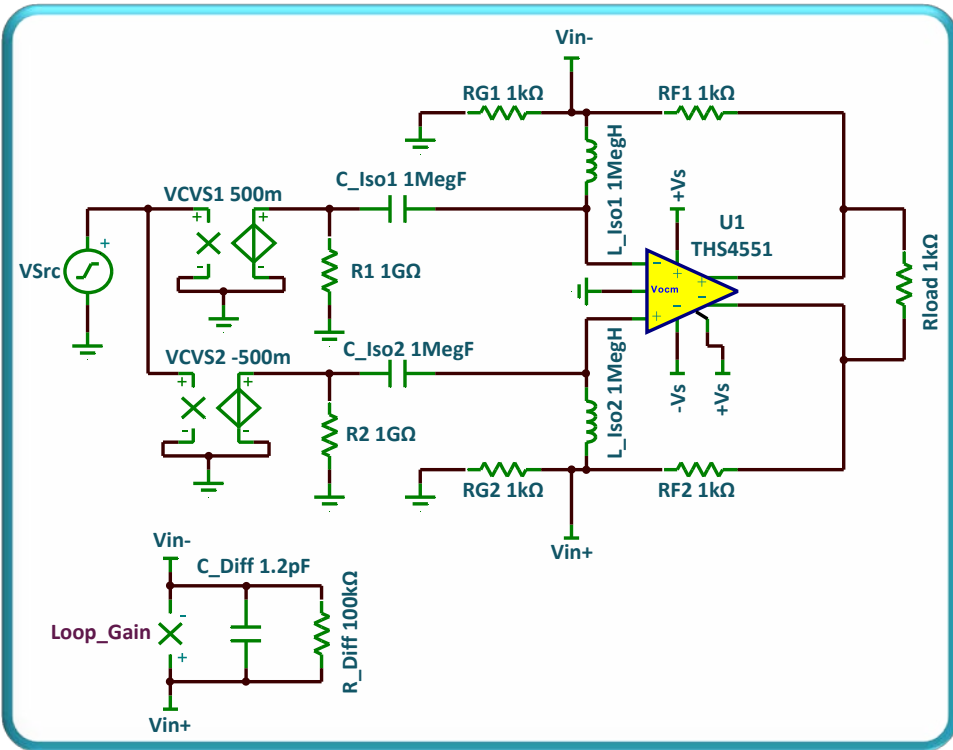 Vin-
RG1 1kΩ
RF1 1kΩ
L_Iso1 1MegH
C_Iso1 1MegF
VCVS1 500m
+Vs
U1
THS4551
+
-
+
-
+
VSrc
R1 1GΩ
-
+
+
-
Vocm
-
+
-
Rload 1kΩ
C_Iso2 1MegF
VCVS2 -500m
-Vs
+Vs
+
-
+
-
L_Iso2 1MegH
R2 1GΩ
RG2 1kΩ
RF2 1kΩ
Vin+
Vin-
C_Diff 1.2pF
R_Diff 100kΩ
-
Loop_Gain
+
Vin+